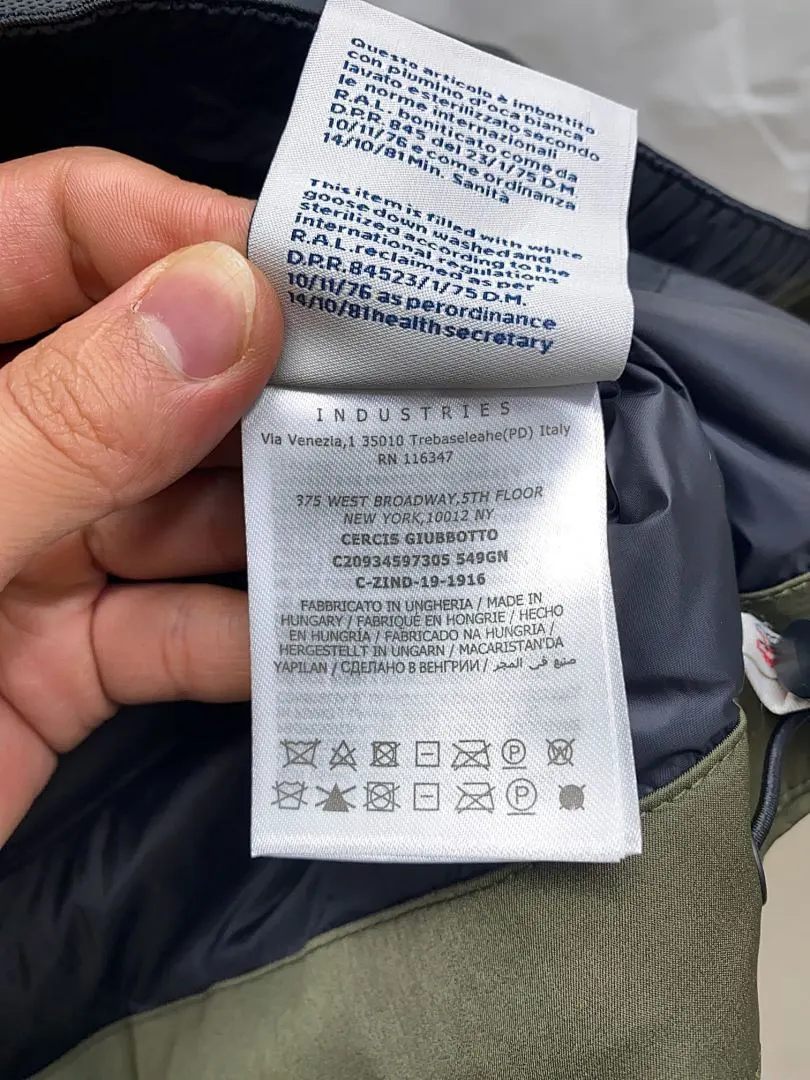 Questo articolo è imbottito
con piumino d'oca bianca
lavato esterilizzato secondo
le norme internazionali
R.A.L. boniticato come da
D.P.R. 845 del 23/1/75 D.M.
10/11/76 e come ordinanza
14/10/81 Min. Sanità
This item is filled with white
goose down washed and
sterilized according to the
international regulations
R.A.L.reclaimed as per
D.P.R.84523/1/75 D.M.
10/11/76 as perordinance
14/10/81healthsecretary
INDUSTRIES
Via Venezia,1 35010 Trebaseleahe(PD) Italy
RN 116347
375 WEST BROADWAY,5TH FLOOR
NEW YORK,10012 NY
CERCIS GIUBBOTTO
C20934597305 549GN
C-ZIND-19-1916
FABBRICATO IN UNGHERIA / MADE IN
HUNGARY / FABRIQUÉ EN HONGRIE / HECHO
EN HUNGRÍA / FABRICADO NA HUNGRIA /
HERGESTELLT IN UNGARN / MACARISTAN'DA
YAPILAN / СДЕЛАНО В ВЕНГРИИ / صنع في المجر
P W
P